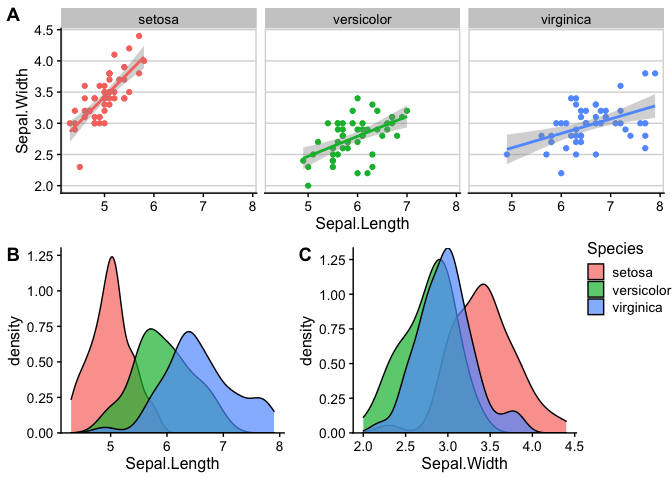 A
setosa versicolor virginica
Sepal.Width
4.5
4.0
3.5
3.0
2.5
2.0
5 6 7 8 5 6 7 8 5 6 7 8
Sepal.Length
B
density
1.25
1.00
0.75
0.50
0.25
0.00
5 6 7 8
Sepal.Length
C
density
1.25
1.00
0.75
0.50
0.25
0.00
2.0 2.5 3.0 3.5 4.0 4.5
Sepal.Width
Species
setosa
versicolor
virginica